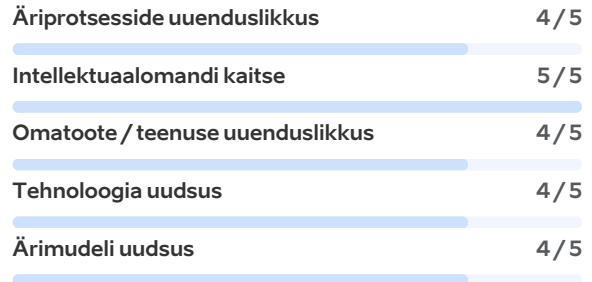 Äriprotsesside uuenduslikkus 4/5
Intellektuaalomandi kaitse 5/5
Omatoote / teenuse uuenduslikkus 4/5
Tehnoloogia uudsus 4/5
Ärimudeli uudsus 4/5